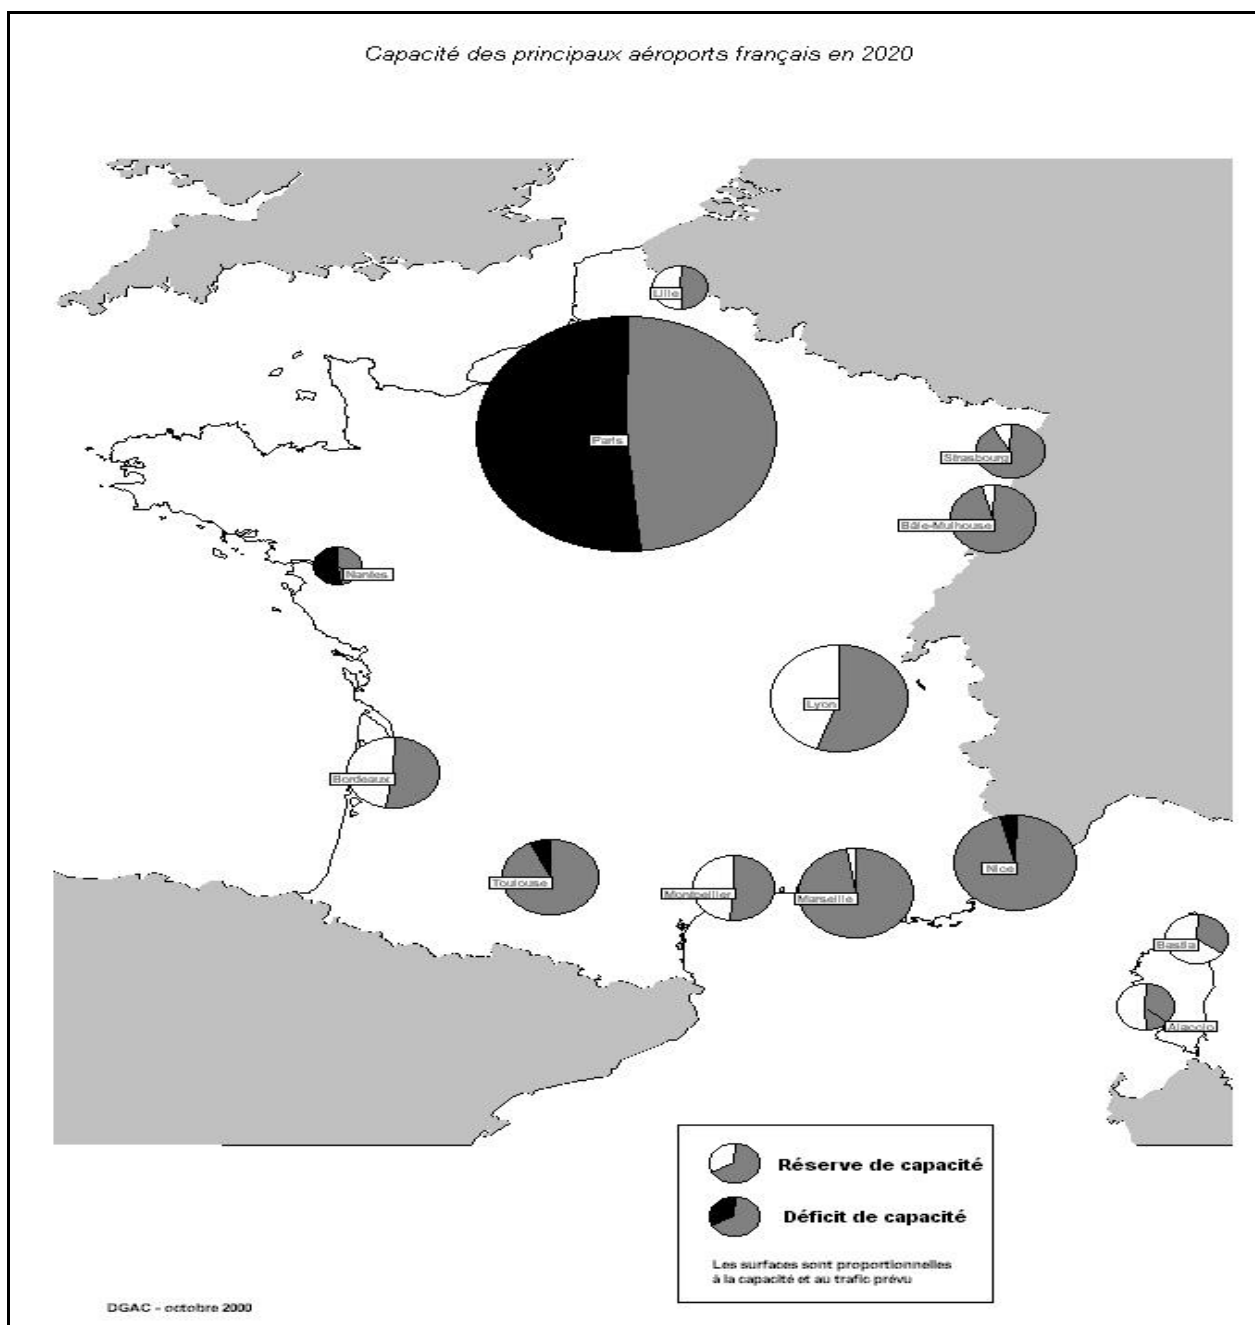 Capacité des principaux aéroports français en 2020
Lille
Paris
Strasbourg
Bâle-Mulhouse
Nantes
Lyon
Bordeaux
Toulouse
Montpellier
Marseille
Nice
Bastia
Ajaccio
Réserve de capacité
Déficit de capacité
Les surfaces sont proportionnelles
à la capacité et au trafic prévu
DGAC - octobre 2000